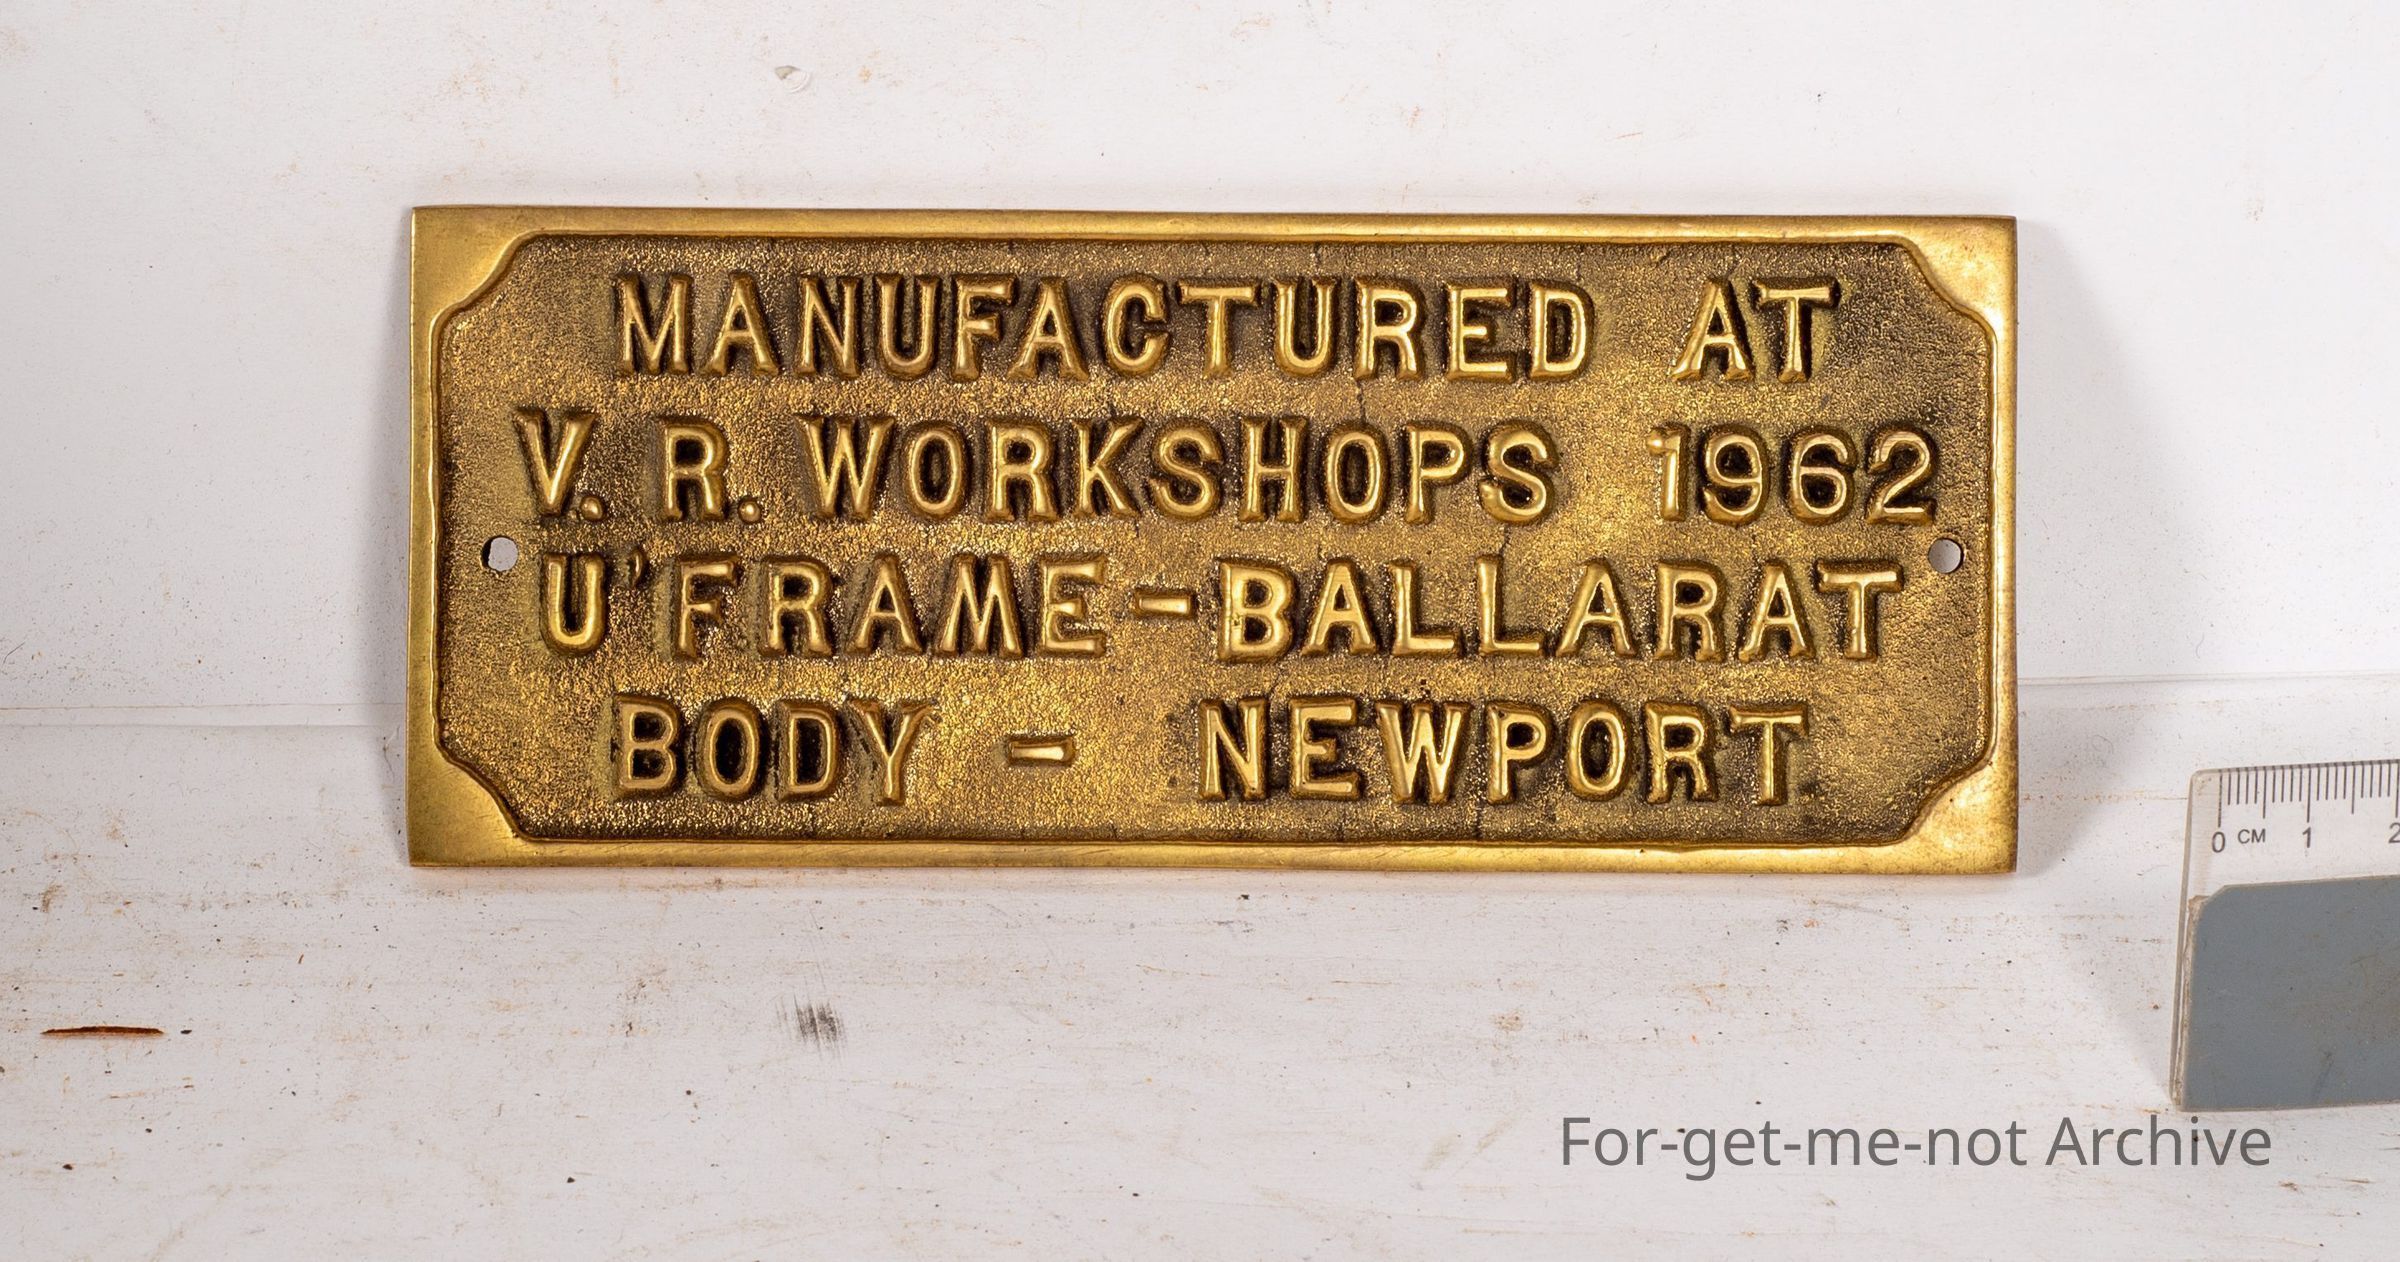 MANUFACTURED AT
V. R. WORKSHOPS 1962
U'FRAME-BALLARAT
BODY - NEWPORT
0 CM 1 2
For-get-me-not Archive